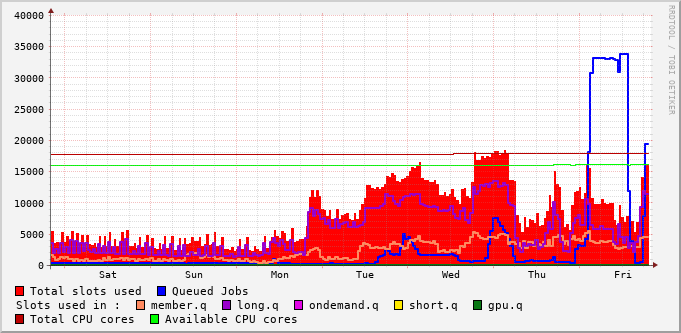 40000
35000
30000
25000
20000
15000
10000
5000
0
Sat Sun Mon Tue Wed Thu Fri
RRDTOOL / TOBI OETIKER
Total slots used Queued Jobs
Slots used in : member.q long.q ondemand.q short.q gpu.q
Total CPU cores Available CPU cores